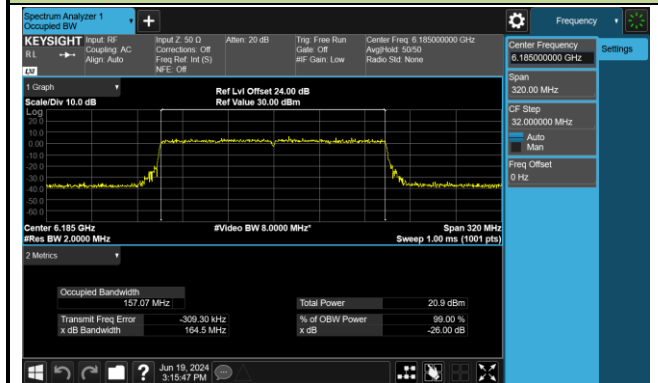 Spectrum Analyzer 1
Occupied BW
Frequency
KEYSIGHT
R L
Input: RF
Coupling: AC
Align: Auto
Input Z: 50 Ω
Corrections: Off
Freq Ref: Int (S)
NFE: Off
Atten: 20 dB
Trig: Free Run
Gate: Off
#IF Gain: Low
Center Freq: 6.185000000 GHz
Avg|Hold: 50/50
Radio Std: None
Center Frequency
6.185000000 GHz
Settings
Span
320.00 MHz
CF Step
32.000000 MHz
Auto
Man
Freq Offset
0 Hz
1 Graph
Scale/Div 10.0 dB
Ref Lvl Offset 24.00 dB
Ref Value 30.00 dBm
Log
20.0
10.0
0.00
-10.0
-20.0
-30.0
-40.0
-50.0
-60.0
Center 6.185 GHz
#Video BW 8.0000 MHz*
Span 320 MHz
#Res BW 2.0000 MHz
Sweep 1.00 ms (1001 pts)
2 Metrics
Occupied Bandwidth
157.07 MHz
Total Power 20.9 dBm
Transmit Freq Error -309.30 kHz
% of OBW Power 99.00 %
x dB Bandwidth 164.5 MHz
x dB -26.00 dB
Jun 19, 2024
3:15:47 PM